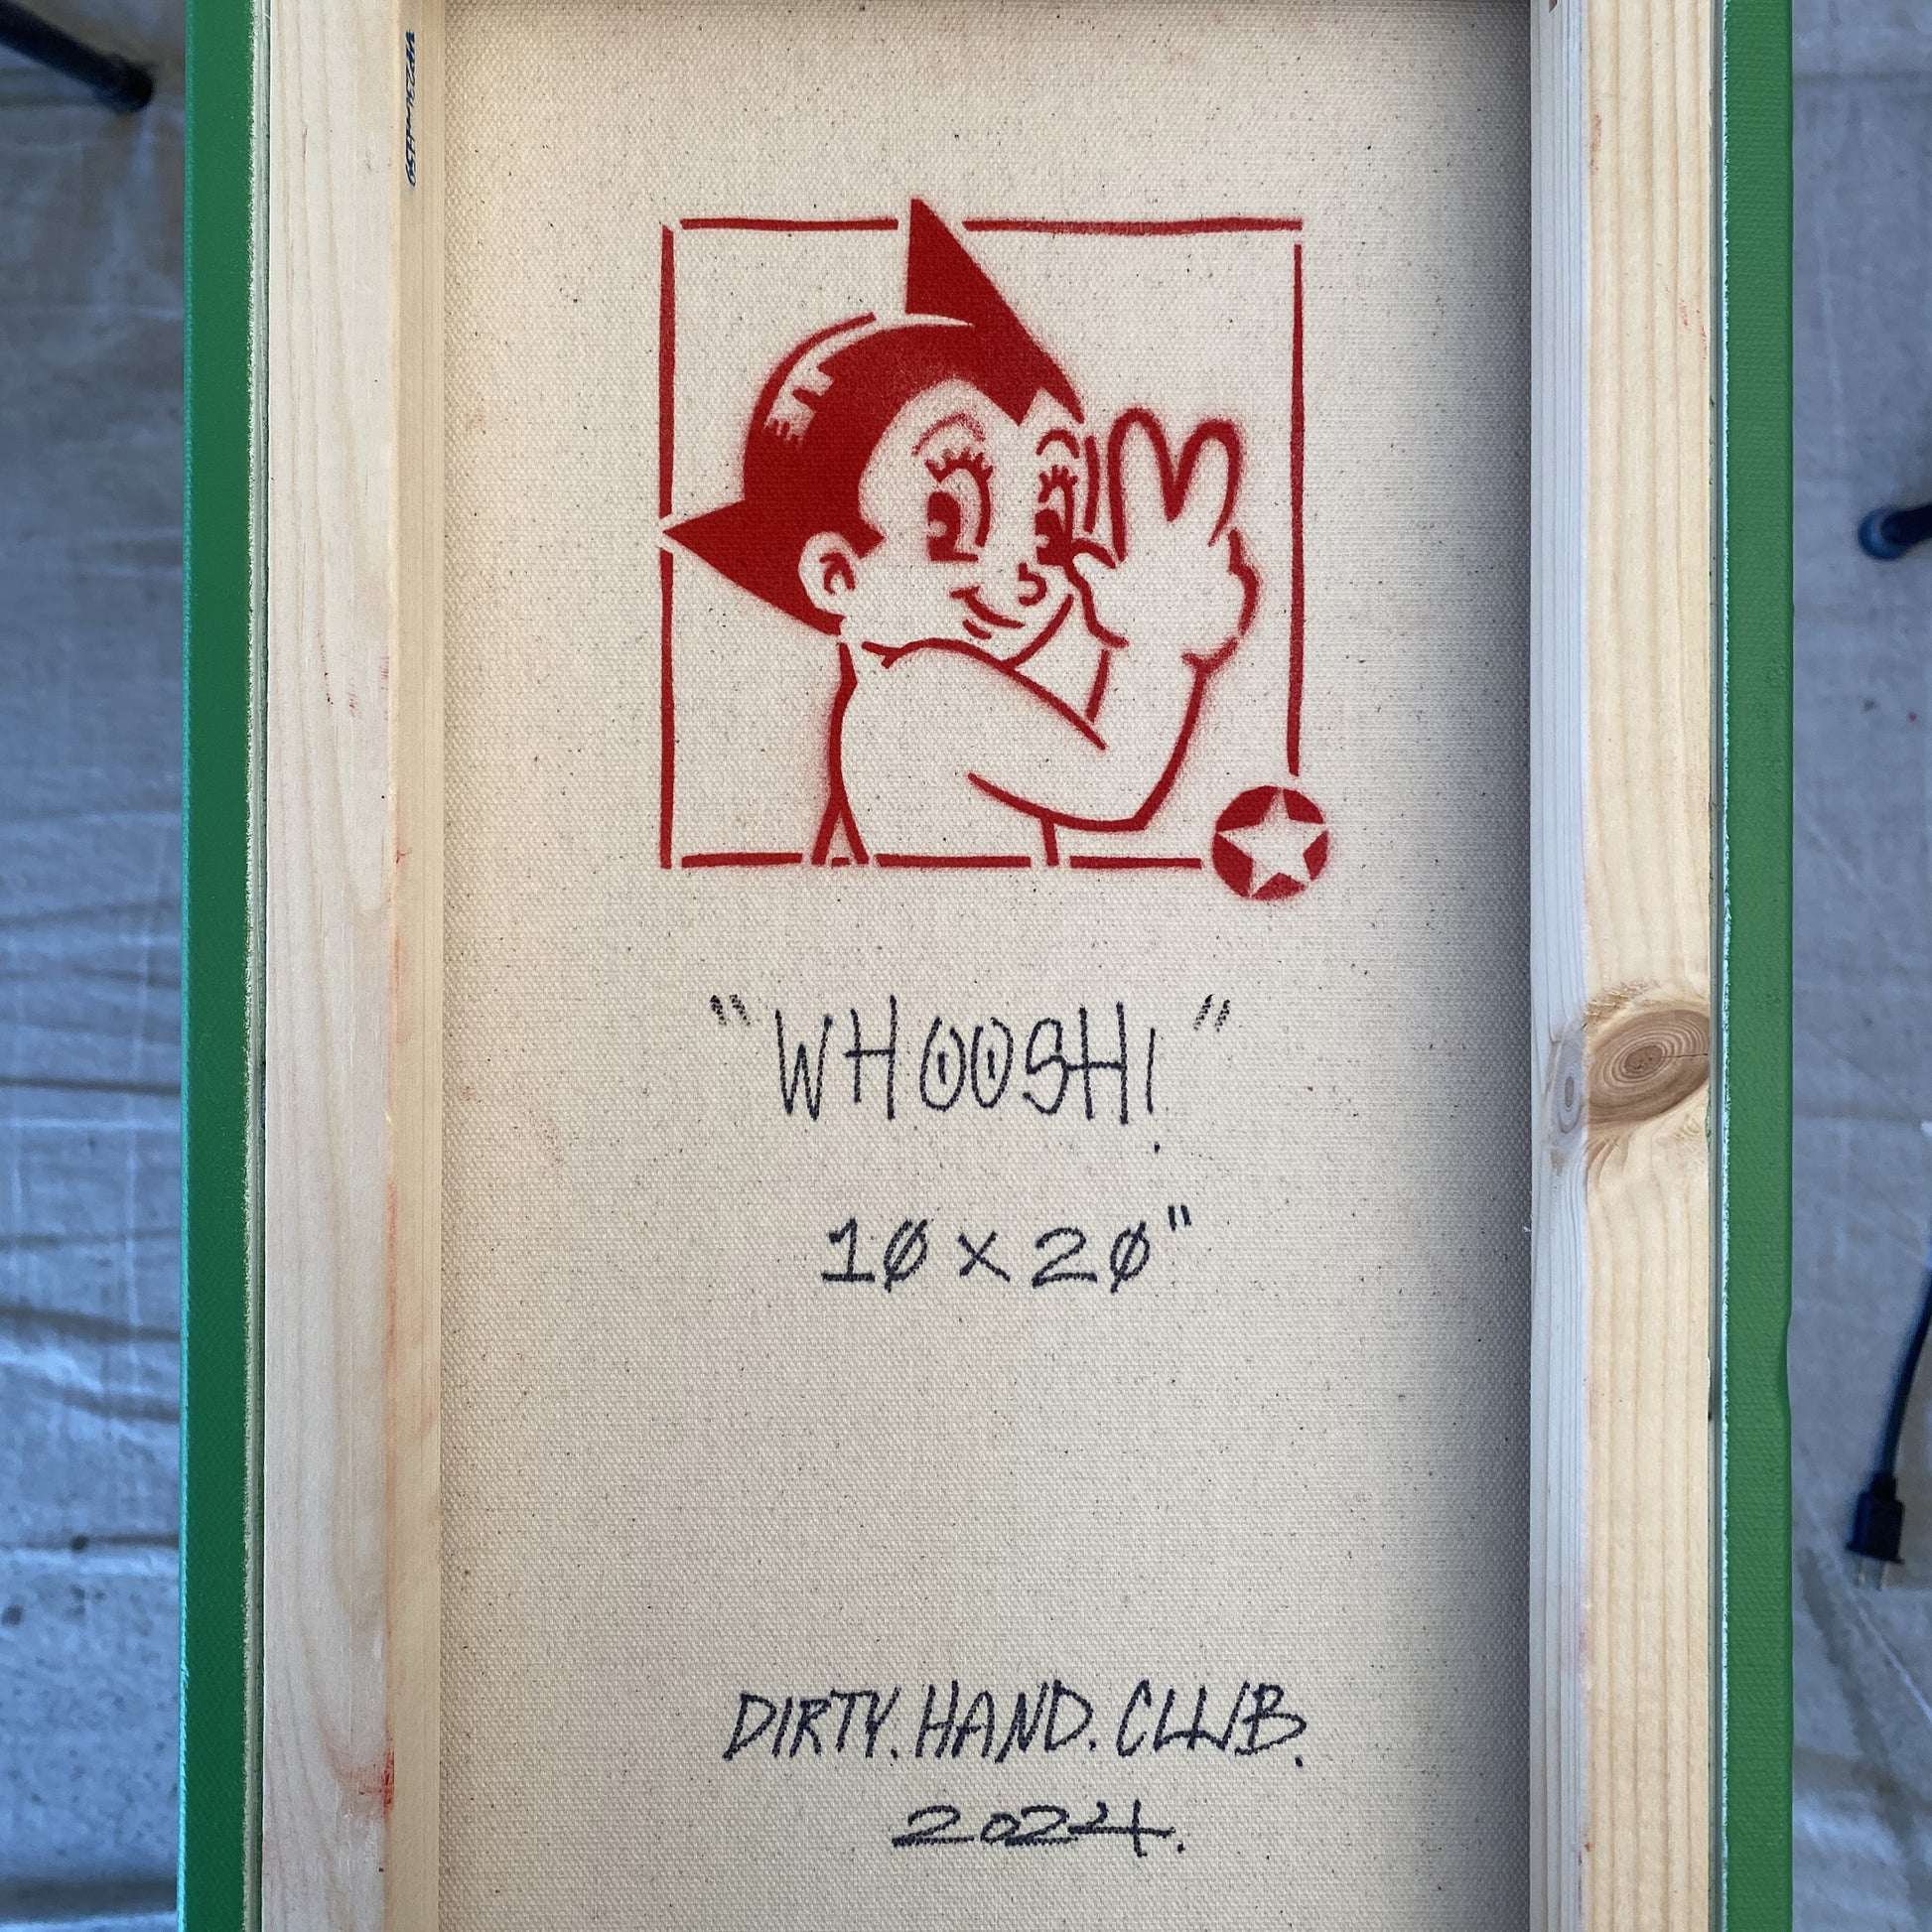 "WHOOSH!"
10 x 20"
DIRTY.HAND.CLUB.
2024.